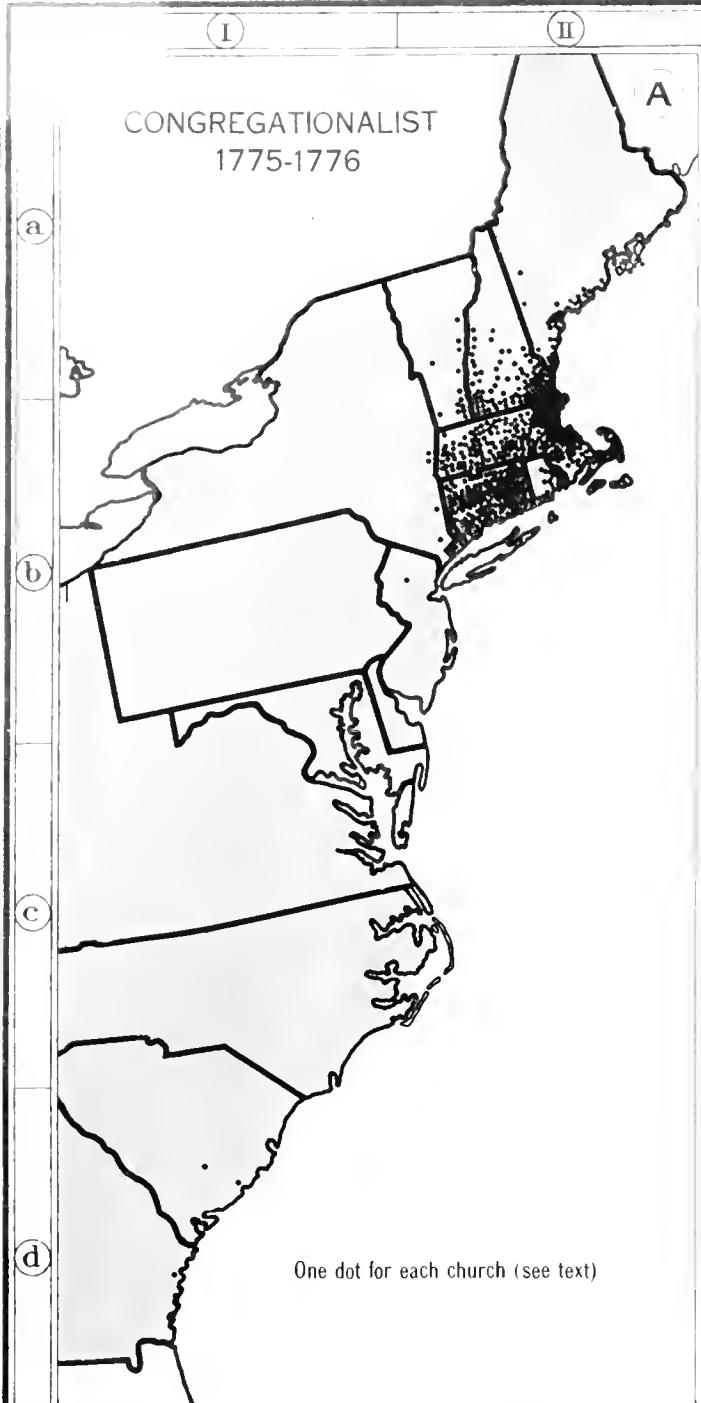 I
II
A
CONGREGATIONALIST
1775-1776
a
b
c
d
One dot for each church (see text)